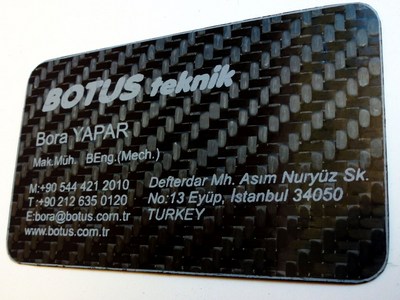 BOTUS teknik
Bora YAPAR
Mak.Müh. BEng.(Mech.)
M:+90 544 421 2010
T:+90 212 635 0120
E:bora@botus.com.tr
www.botus.com.tr
Defterdar Mh. Asım Nuryüz Sk.
No:13 Eyüp, İstanbul 34050
TURKEY